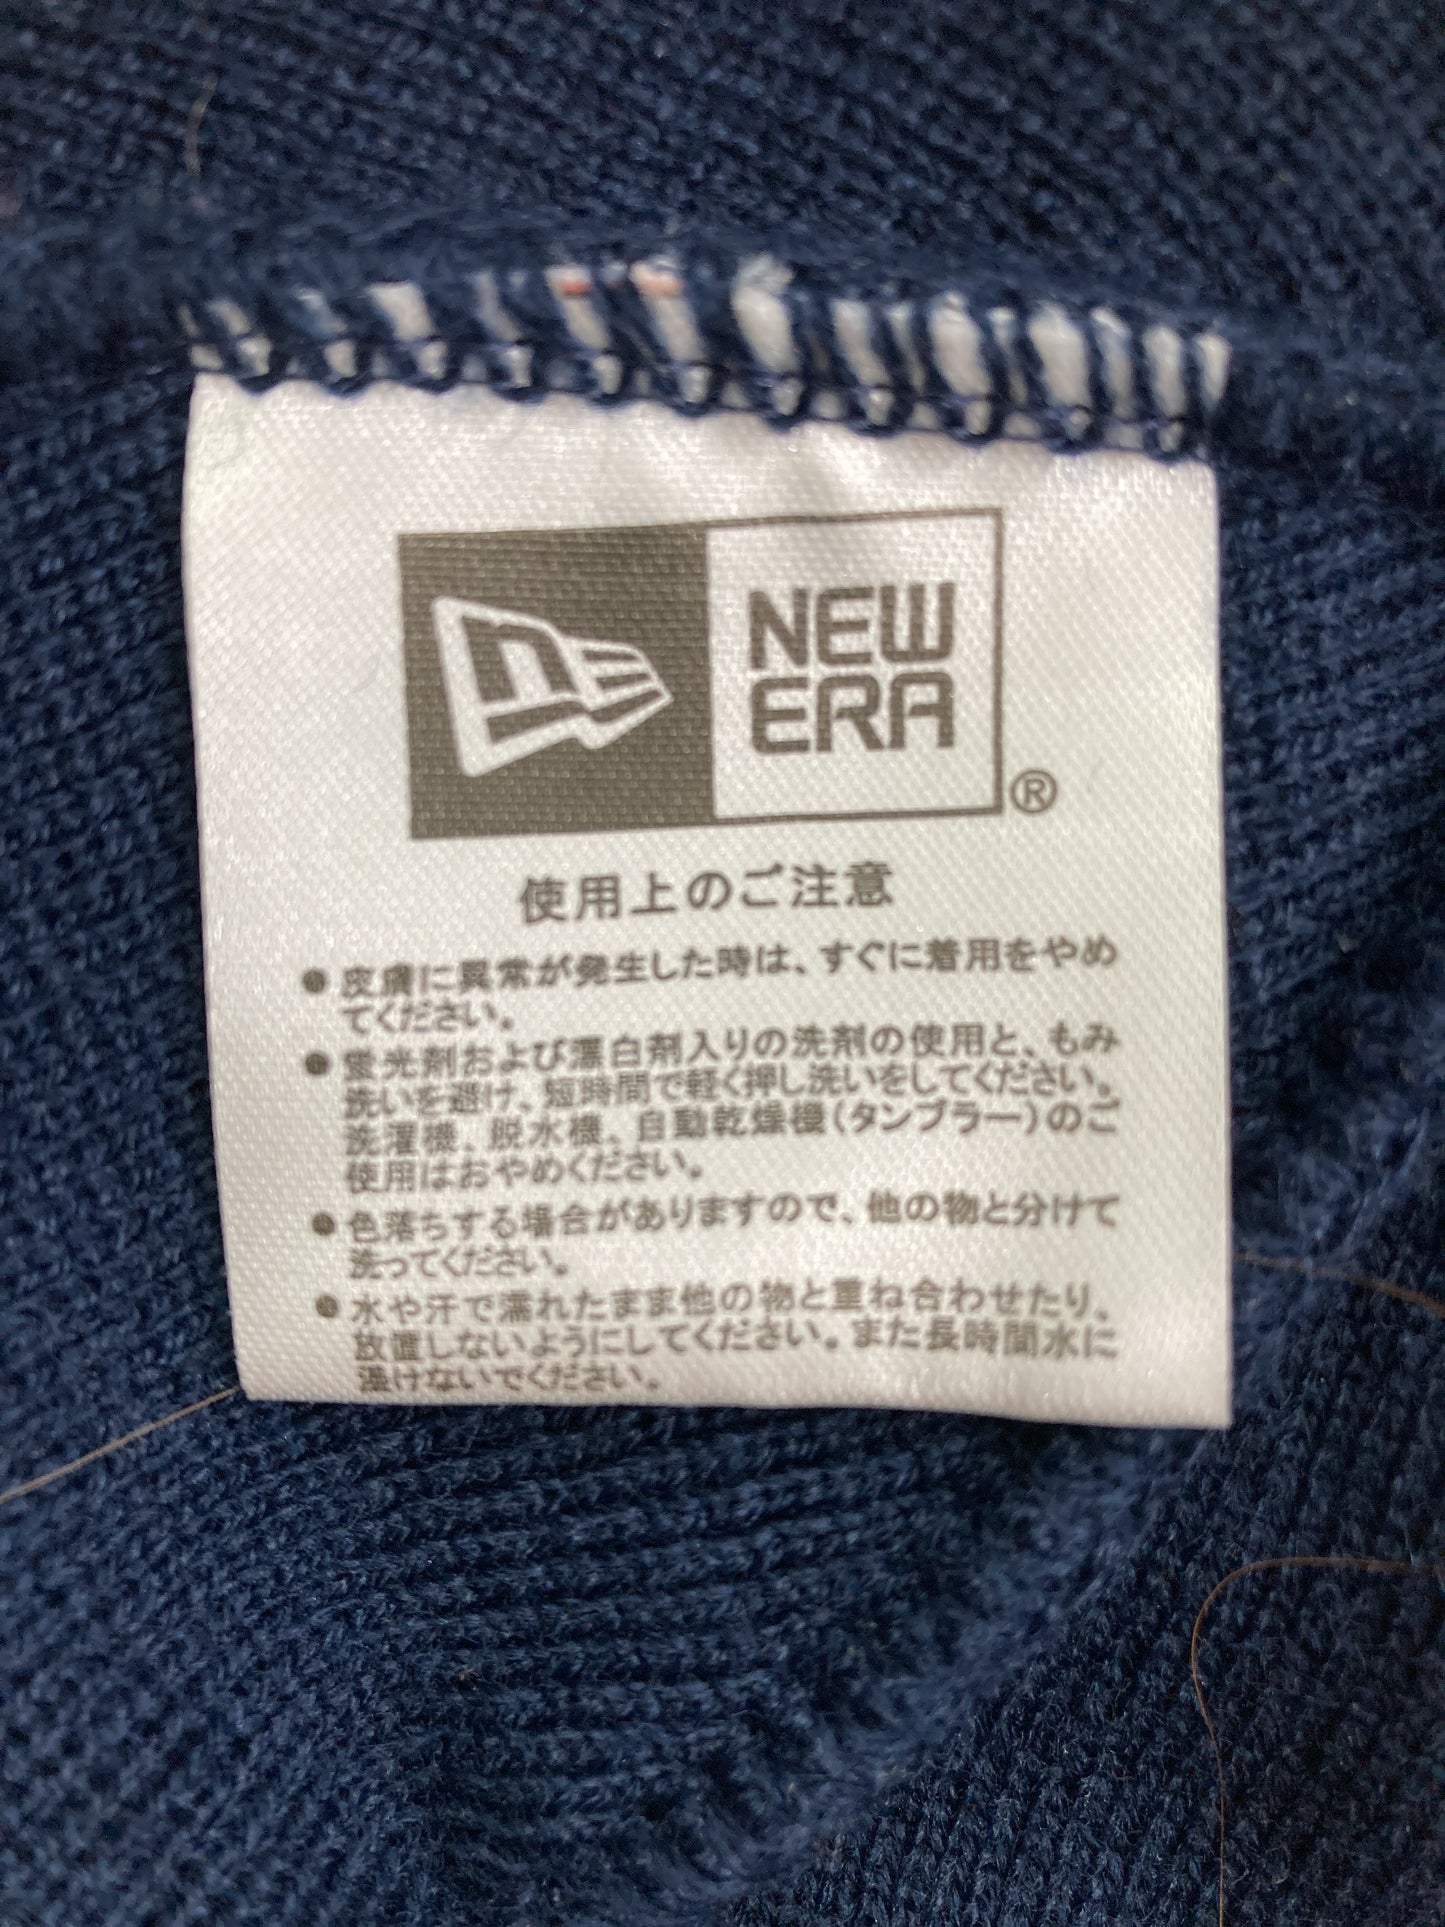 NEW
ERA
®
使用上のご注意
● 皮膚に異常が発生した時は、すぐに着用をやめ
てください。
● 蛍光剤および漂白剤入りの洗剤の使用と、もみ
洗いを避け、短時間で軽く押し洗いをしてください。
洗濯機、脱水機、自動乾燥機(タンブラー)のご
使用はおやめください。
● 色落ちする場合がありますので、他の物と分けて
洗ってください。
● 水や汗で濡れたまま他の物と重ね合わせたり、
放置しないようにしてください。また長時間水に
浸けないでください。